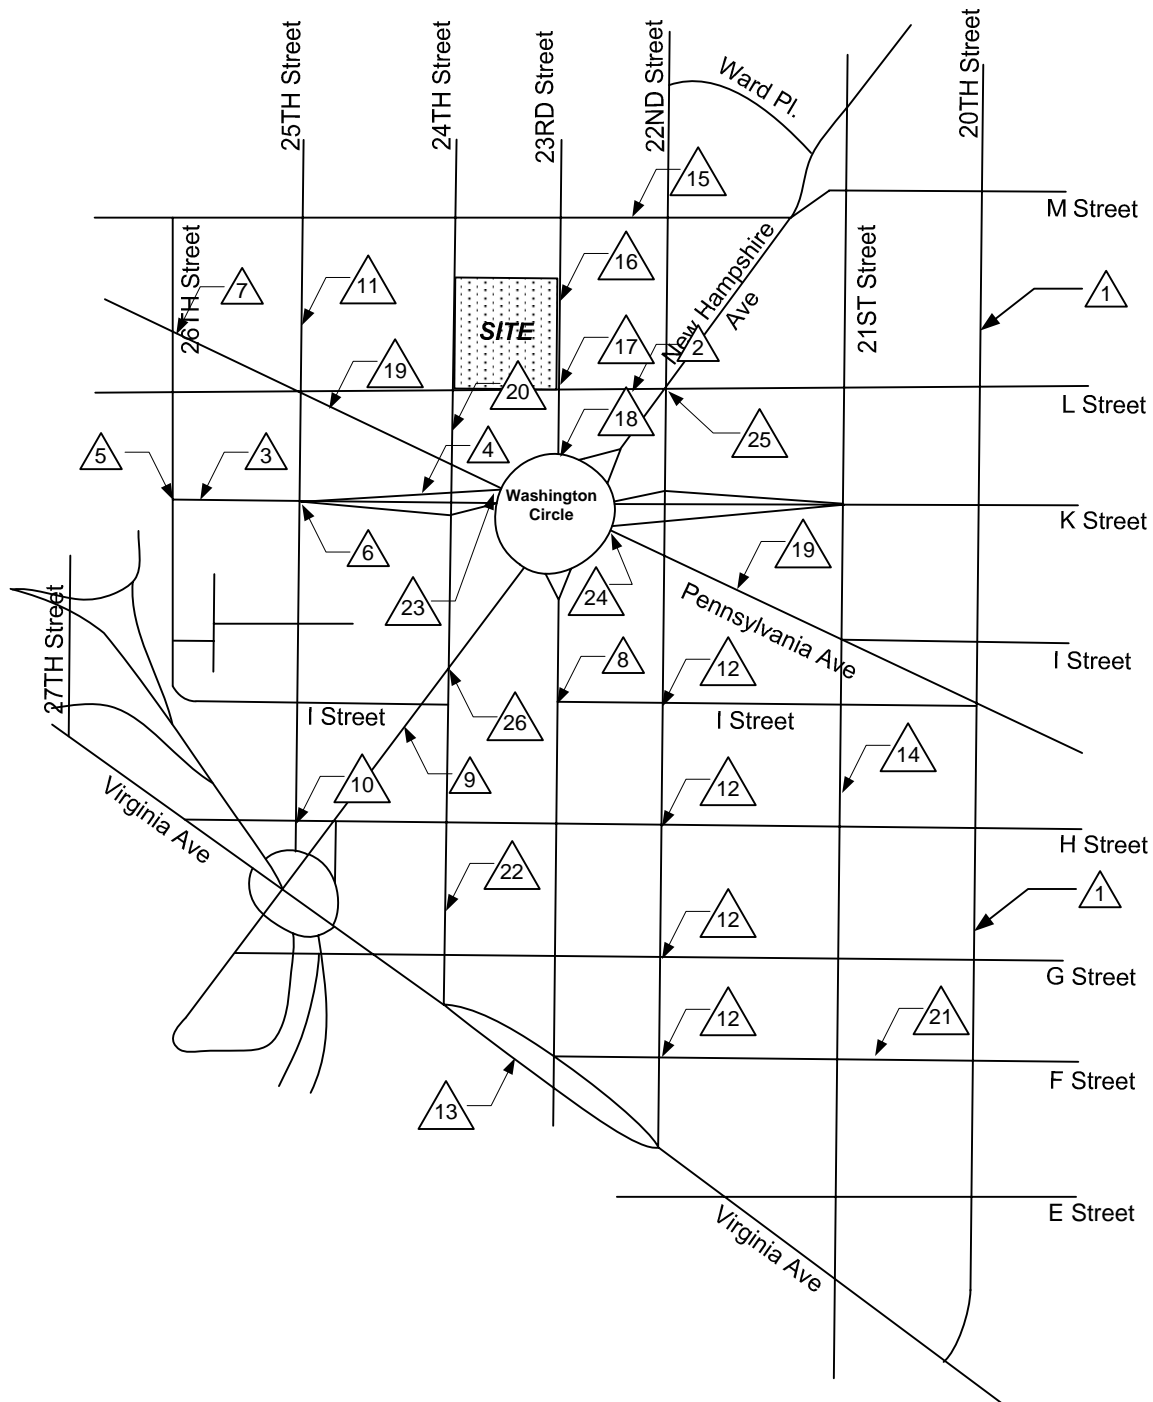 25TH Street
24TH Street
23RD Street
22ND Street
Ward Pl.
20TH Street
15
M Street
26TH Street
7
11
16
New Hampshire
Ave
21ST Street
1
SITE
17
2
19
20
18
L Street
5
3
4
25
Washington
Circle
K Street
6
19
23
24
27TH Street
Pennsylvania Ave
8
12
I Street
I Street
26
I Street
14
9
10
12
Virginia Ave
H Street
22
1
12
G Street
12
21
F Street
13
E Street
Virginia Ave